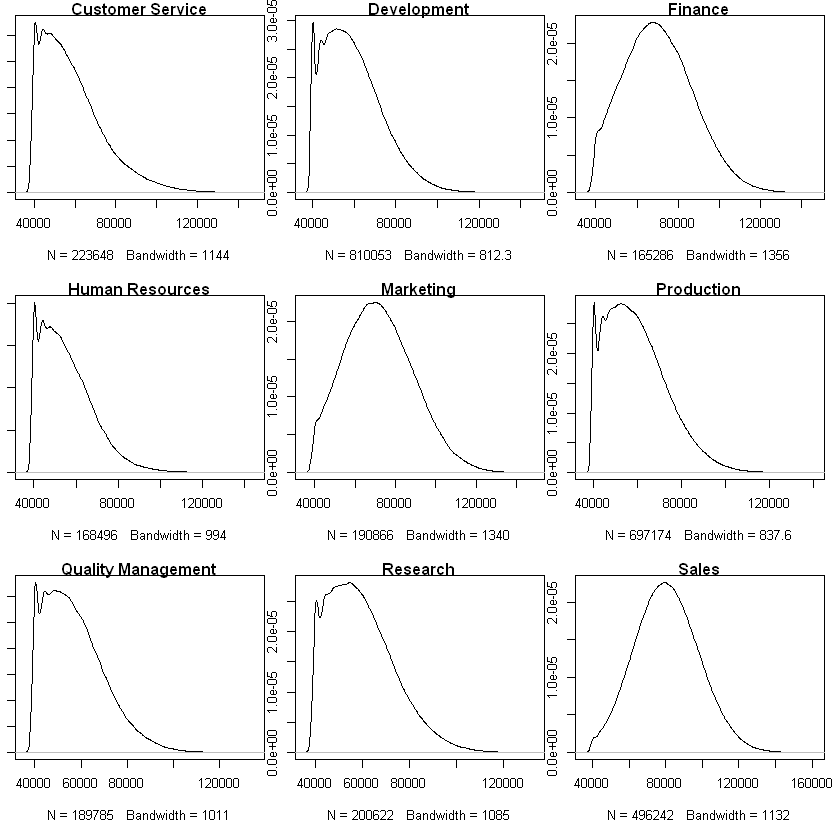 Customer Service
0.0e+00 1.0e-05 2.0e-05 3.0e-05
40000 80000 120000
N = 223648 Bandwidth = 1144
Development
0.0e+00 1.0e-05 2.0e-05
40000 80000 120000
N = 810053 Bandwidth = 812.3
Finance
40000 80000 120000
N = 165286 Bandwidth = 1356
Human Resources
0.0e+00 1.0e-05 2.0e-05
40000 80000 120000
N = 168496 Bandwidth = 994
Marketing
0.0e+00 1.0e-05 2.0e-05
40000 80000 120000
N = 190866 Bandwidth = 1340
Production
40000 80000 120000
N = 697174 Bandwidth = 837.6
Quality Management
0.0e+00 1.0e-05 2.0e-05
40000 60000 80000 100000 120000
N = 189785 Bandwidth = 1011
Research
0.0e+00 1.0e-05 2.0e-05
40000 60000 80000 120000
N = 200622 Bandwidth = 1085
Sales
40000 80000 120000 160000
N = 496242 Bandwidth = 1132